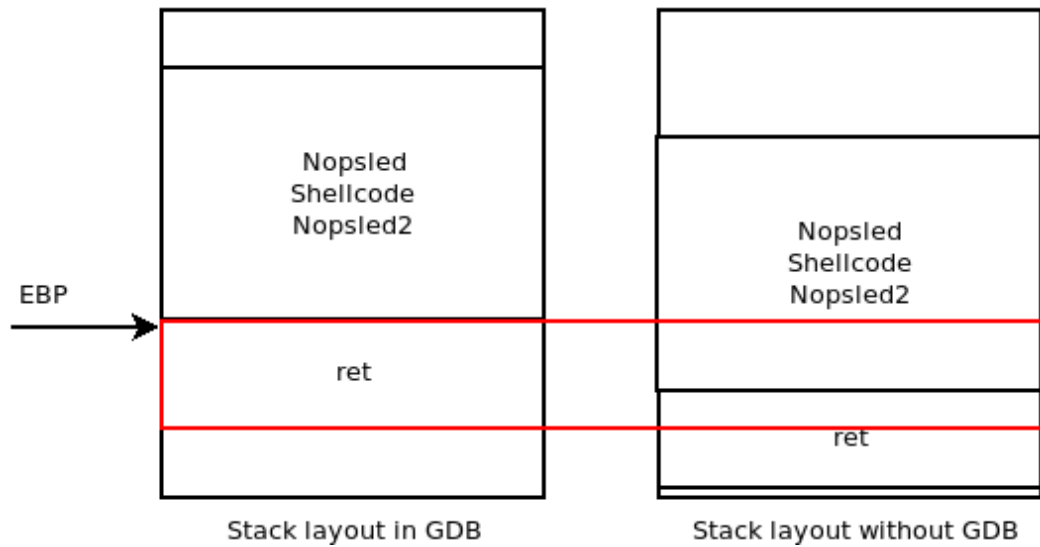 Nopsled
Shellcode
Nopsled2
EBP
ret
Stack layout in GDB
Nopsled
Shellcode
Nopsled2
ret
Stack layout without GDB